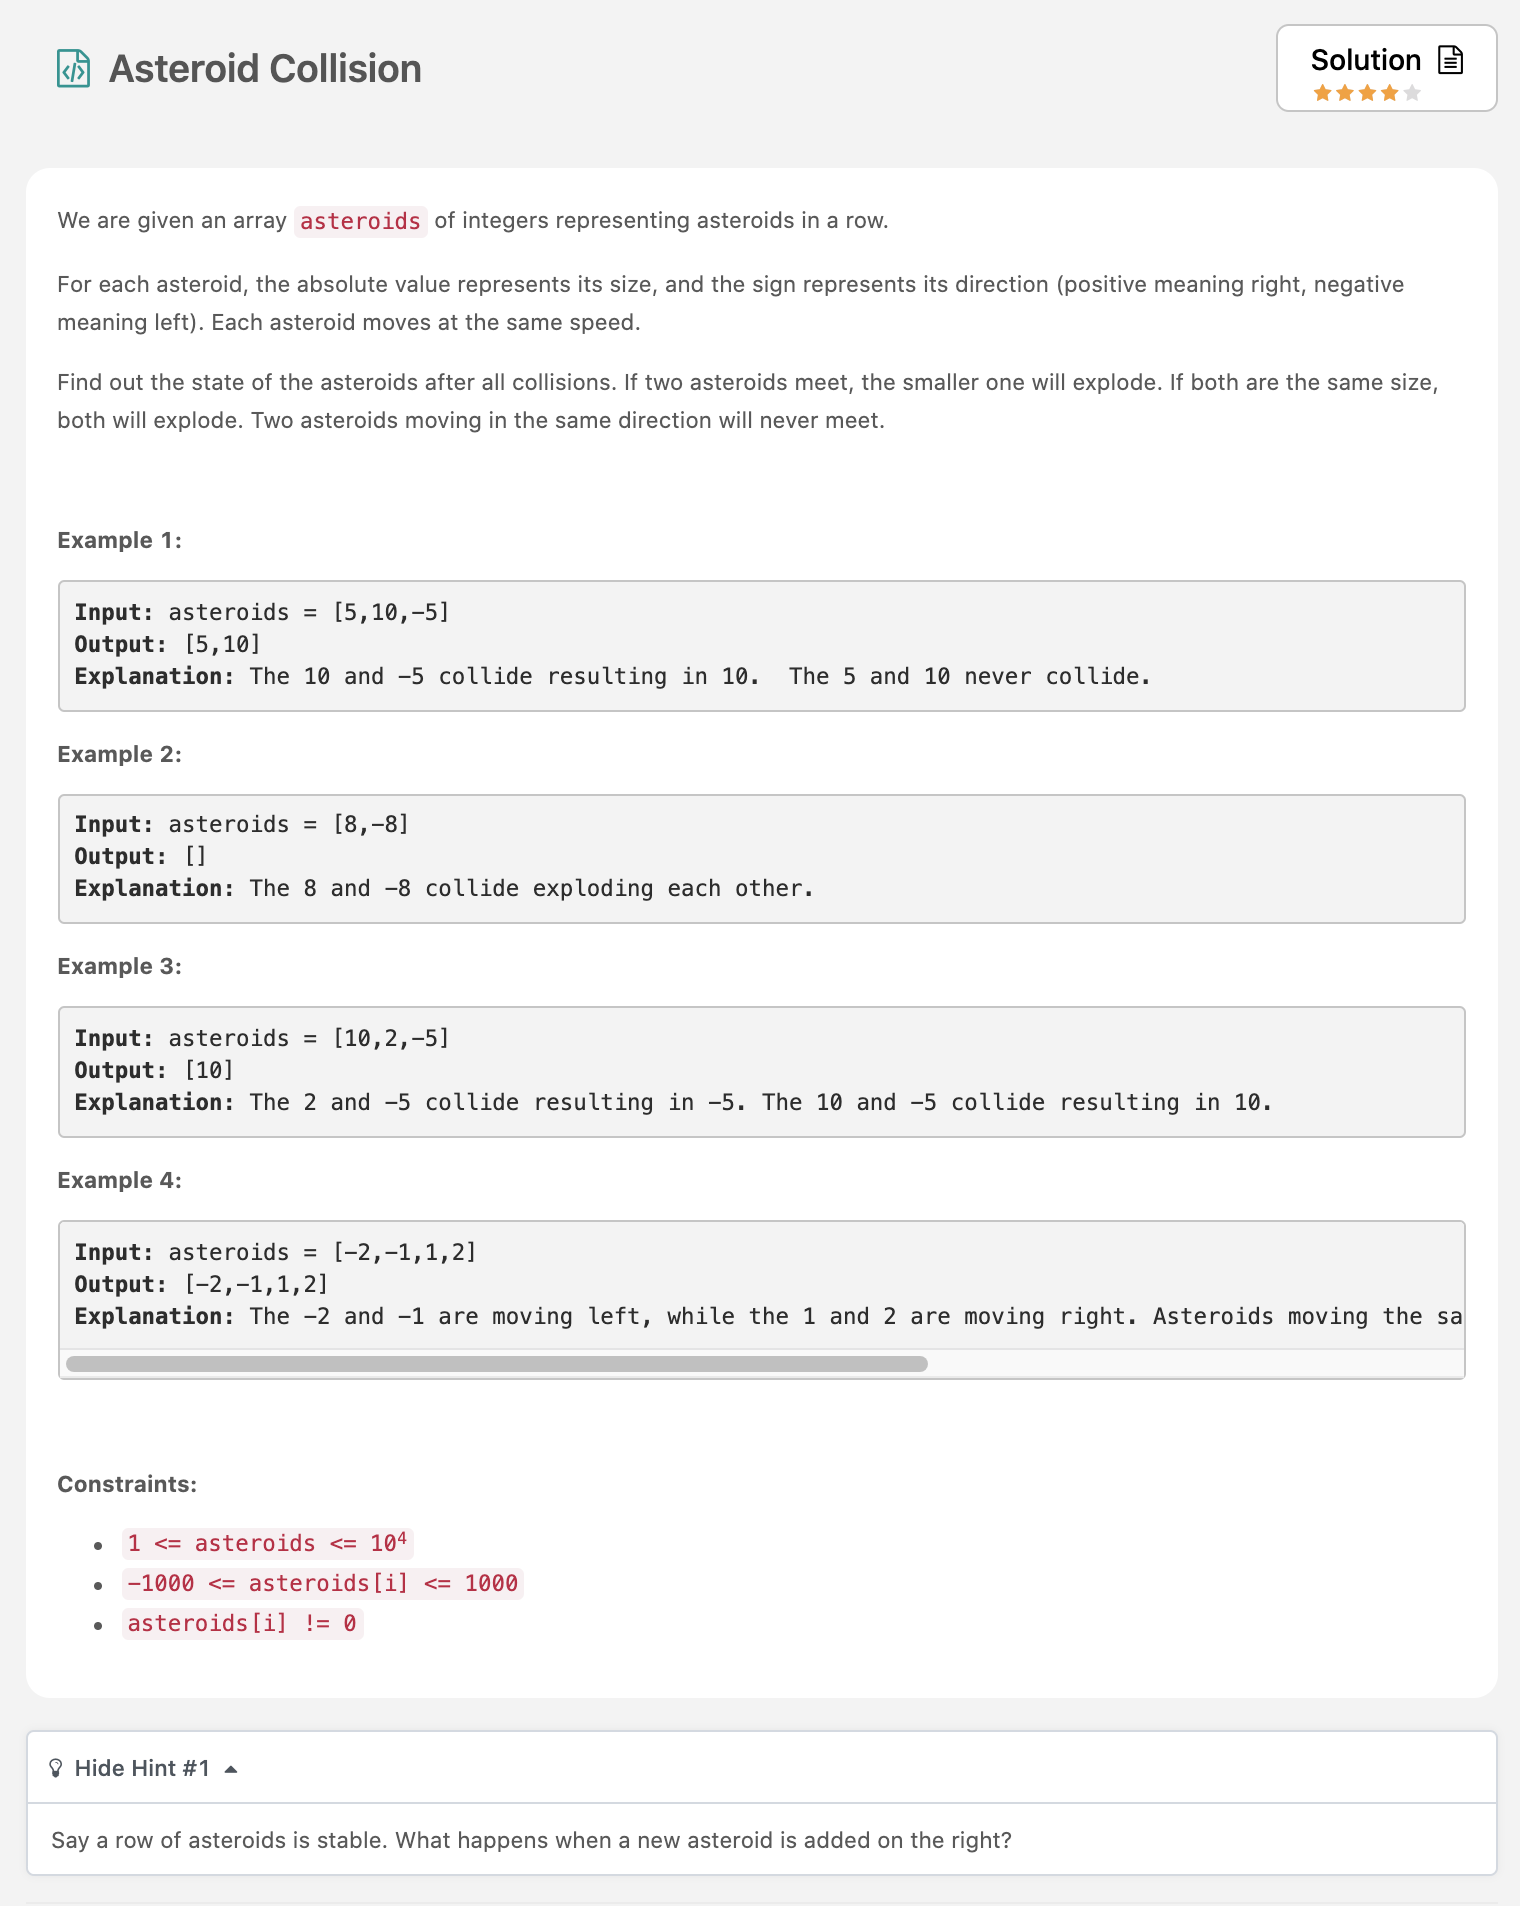 Asteroid Collision
Solution
We are given an array asteroids of integers representing asteroids in a row.
For each asteroid, the absolute value represents its size, and the sign represents its direction (positive meaning right, negative
meaning left). Each asteroid moves at the same speed.
Find out the state of the asteroids after all collisions. If two asteroids meet, the smaller one will explode. If both are the same size,
both will explode. Two asteroids moving in the same direction will never meet.
Example 1:
Input: asteroids = [5,10,-5]
Output: [5,10]
Explanation: The 10 and -5 collide resulting in 10.  The 5 and 10 never collide.
Example 2:
Input: asteroids = [8,-8]
Output: []
Explanation: The 8 and -8 collide exploding each other.
Example 3:
Input: asteroids = [10,2,-5]
Output: [10]
Explanation: The 2 and -5 collide resulting in -5. The 10 and -5 collide resulting in 10.
Example 4:
Input: asteroids = [-2,-1,1,2]
Output: [-2,-1,1,2]
Explanation: The -2 and -1 are moving left, while the 1 and 2 are moving right. Asteroids moving the sa
Constraints:
• 1 <= asteroids <= 10⁴
• -1000 <= asteroids[i] <= 1000
• asteroids[i] != 0
Hide Hint #1
Say a row of asteroids is stable. What happens when a new asteroid is added on the right?